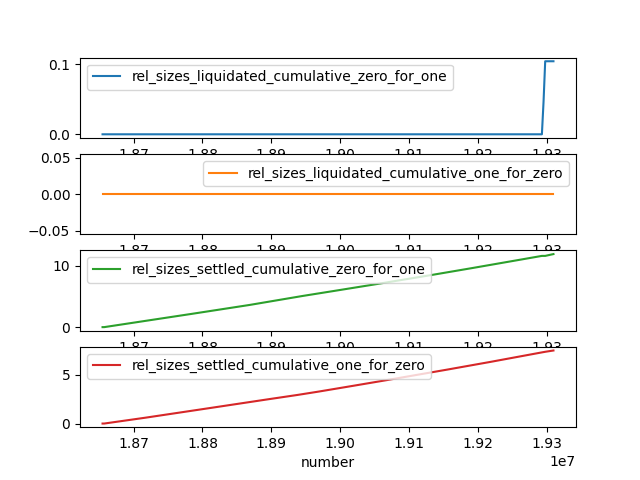 rel_sizes_liquidated_cumulative_zero_for_one
0.1
0.0
1.87 1.88 1.89 1.90 1.91 1.92 1.93
rel_sizes_liquidated_cumulative_one_for_zero
0.05
0.00
−0.05
1.87 1.88 1.89 1.90 1.91 1.92 1.93
rel_sizes_settled_cumulative_zero_for_one
10
0
1.87 1.88 1.89 1.90 1.91 1.92 1.93
rel_sizes_settled_cumulative_one_for_zero
5
0
1.87 1.88 1.89 1.90 1.91 1.92 1.93
number
1e7